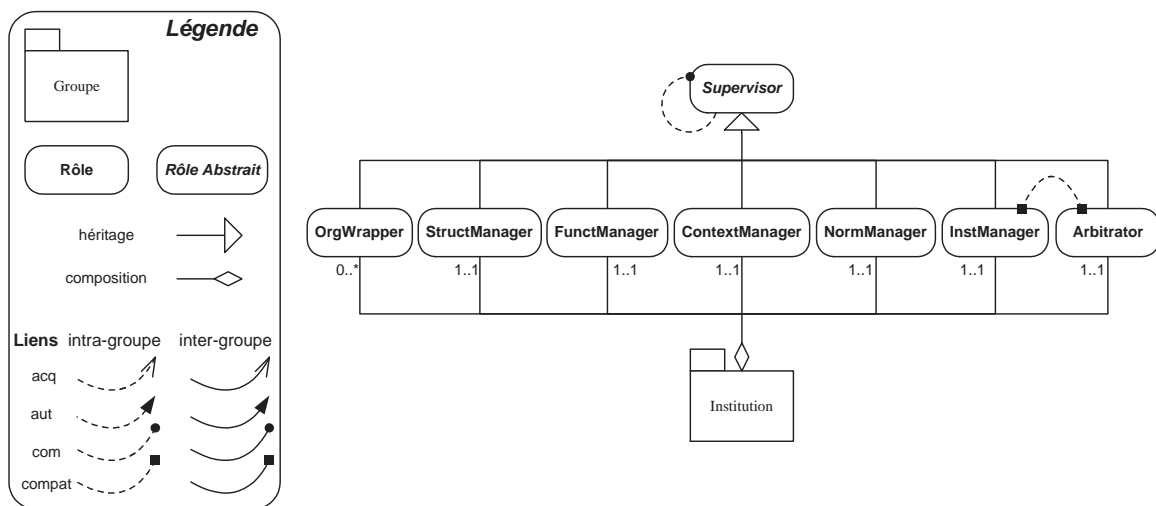 Légende
Groupe
Rôle
Rôle Abstrait
héritage
composition
Liens intra-groupe inter-groupe
acq
aut
com
compat
Supervisor
OrgWrapper StructManager FunctManager ContextManager NormManager InstManager Arbitrator
0..* 1..1 1..1 1..1 1..1 1..1 1..1
Institution